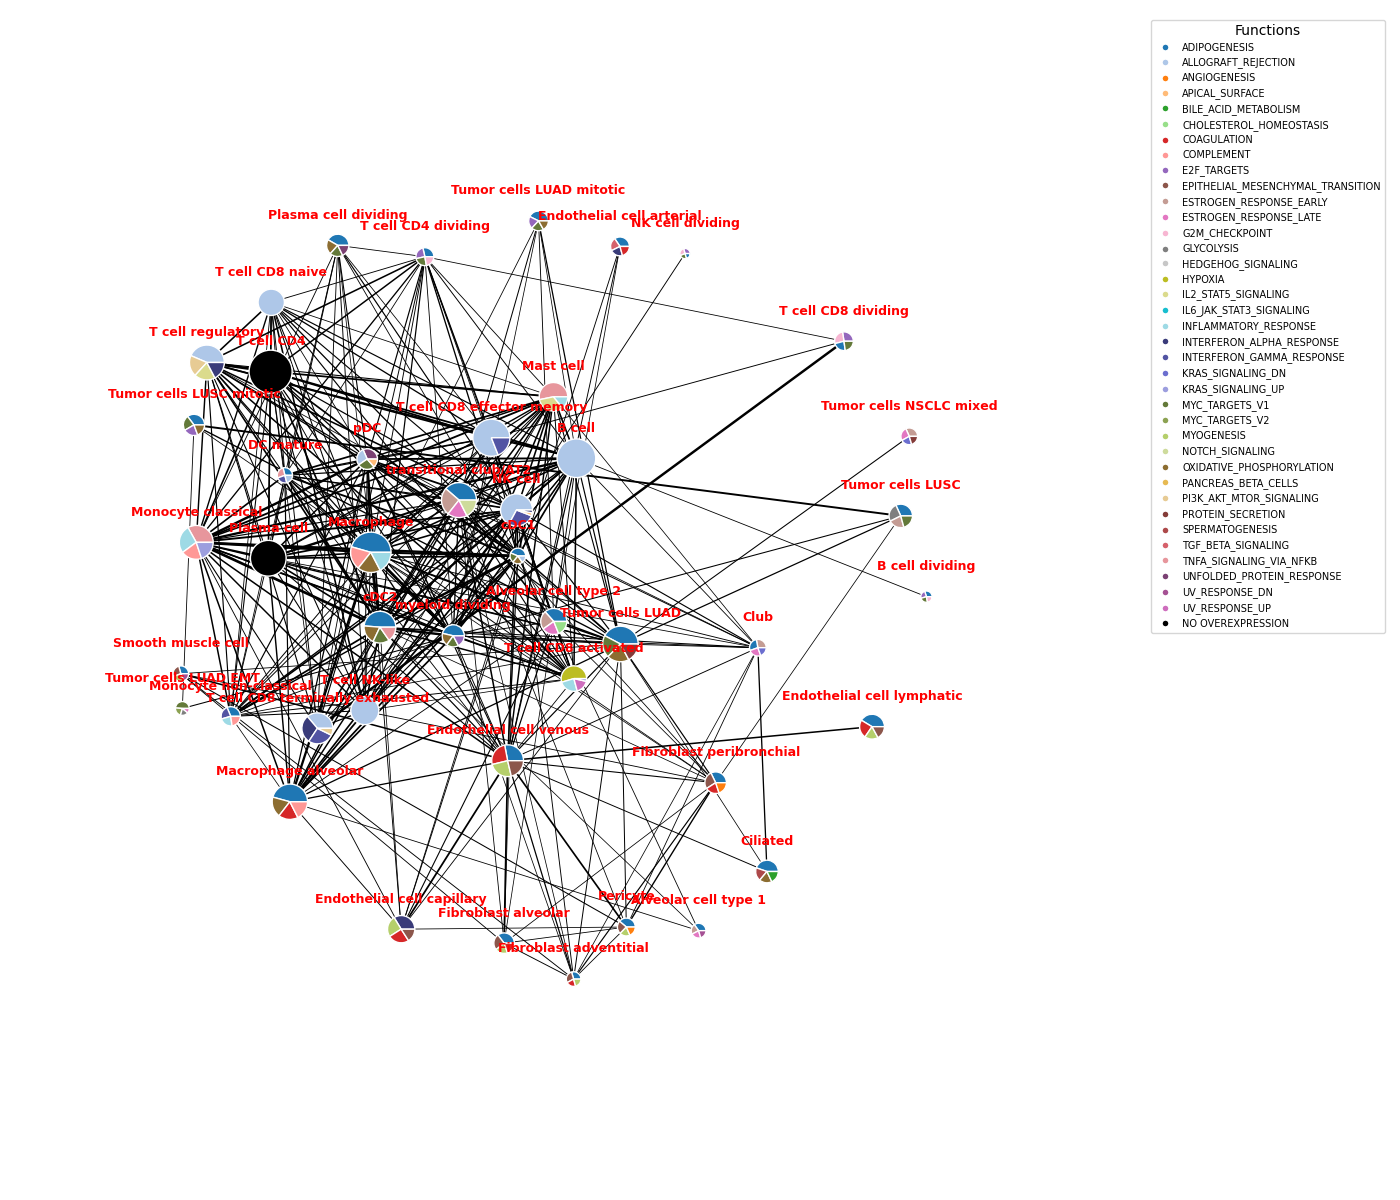 Functions
ADIPOGENESIS
ALLOGRAFT_REJECTION
ANGIOGENESIS
APICAL_SURFACE
BILE_ACID_METABOLISM
CHOLESTEROL_HOMEOSTASIS
COAGULATION
COMPLEMENT
E2F_TARGETS
EPITHELIAL_MESENCHYMAL_TRANSITION
ESTROGEN_RESPONSE_EARLY
ESTROGEN_RESPONSE_LATE
G2M_CHECKPOINT
GLYCOLYSIS
HEDGEHOG_SIGNALING
HYPOXIA
IL2_STAT5_SIGNALING
IL6_JAK_STAT3_SIGNALING
INFLAMMATORY_RESPONSE
INTERFERON_ALPHA_RESPONSE
INTERFERON_GAMMA_RESPONSE
KRAS_SIGNALING_DN
KRAS_SIGNALING_UP
MYC_TARGETS_V1
MYC_TARGETS_V2
MYOGENESIS
NOTCH_SIGNALING
OXIDATIVE_PHOSPHORYLATION
PANCREAS_BETA_CELLS
PI3K_AKT_MTOR_SIGNALING
PROTEIN_SECRETION
SPERMATOGENESIS
TGF_BETA_SIGNALING
TNFA_SIGNALING_VIA_NFKB
UNFOLDED_PROTEIN_RESPONSE
UV_RESPONSE_DN
UV_RESPONSE_UP
NO OVEREXPRESSION
Tumor cells LUAD mitotic
Plasma cell dividing
Endothelial cell arterial
NK cell dividing
T cell CD4 dividing
T cell CD8 naive
T cell CD8 dividing
T cell regulatory
T cell CD4
Mast cell
Tumor cells LUSC mitotic
T cell CD8 effector memory
Tumor cells NSCLC mixed
pDC
B cell
DC mature
transitional club/AT2
NK cell
Tumor cells LUSC
Monocyte classical
Macrophage
Plasma cell
cDC1
B cell dividing
Alveolar cell type 2
cDC2
myeloid dividing
Tumor cells LUAD
Club
Smooth muscle cell
T cell CD8 activated
Tumor cells LUAD EMT
T cell NK-like
Monocyte non-classical
T cell CD8 terminally exhausted
Endothelial cell lymphatic
Endothelial cell venous
Fibroblast peribronchial
Macrophage alveolar
Ciliated
Endothelial cell capillary
Pericyte
Alveolar cell type 1
Fibroblast alveolar
Fibroblast adventitial